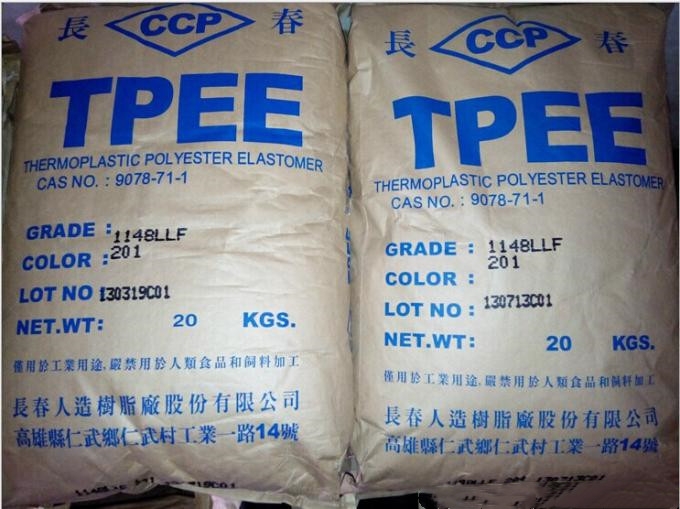 長 CCP 春
TPEE
THERMOPLASTIC POLYESTER ELASTOMER
CAS NO. : 9078-71-1
GRADE : 1148LLF
COLOR : 201
LOT NO : 130319C01
NET.WT: 20 KGS.
僅用於工業用途,嚴禁用於人類食品和飼料加工
長春人造樹脂廠股份有限公司
高雄縣仁武鄉仁武村工業一路14號
長 CCP 春
TPEE
THERMOPLASTIC POLYESTER ELASTOMER
CAS NO. : 9078-71-1
GRADE : 1148LLF
COLOR : 201
LOT NO : 130713C01
NET.WT: 20 KGS.
僅用於工業用途,嚴禁用於人類食品和飼料加工
長春人造樹脂廠股份有限公司
高雄縣仁武鄉仁武村工業一路14號
201 130713C01